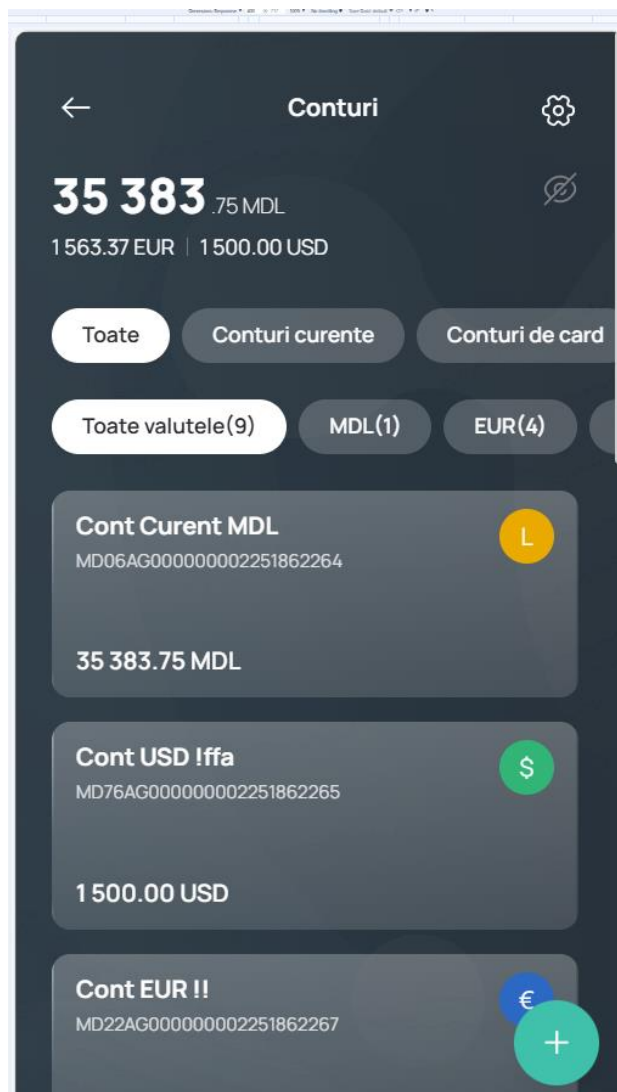 Conturi
35 383 .75 MDL
1 563.37 EUR | 1 500.00 USD
Toate Conturi curente Conturi de card
Toate valutele(9) MDL(1) EUR(4)
Cont Curent MDL
L
MD06AG000000002251862264
35 383.75 MDL
Cont USD !ffa
$
MD76AG000000002251862265
1 500.00 USD
Cont EUR !!
€
MD22AG000000002251862267
+